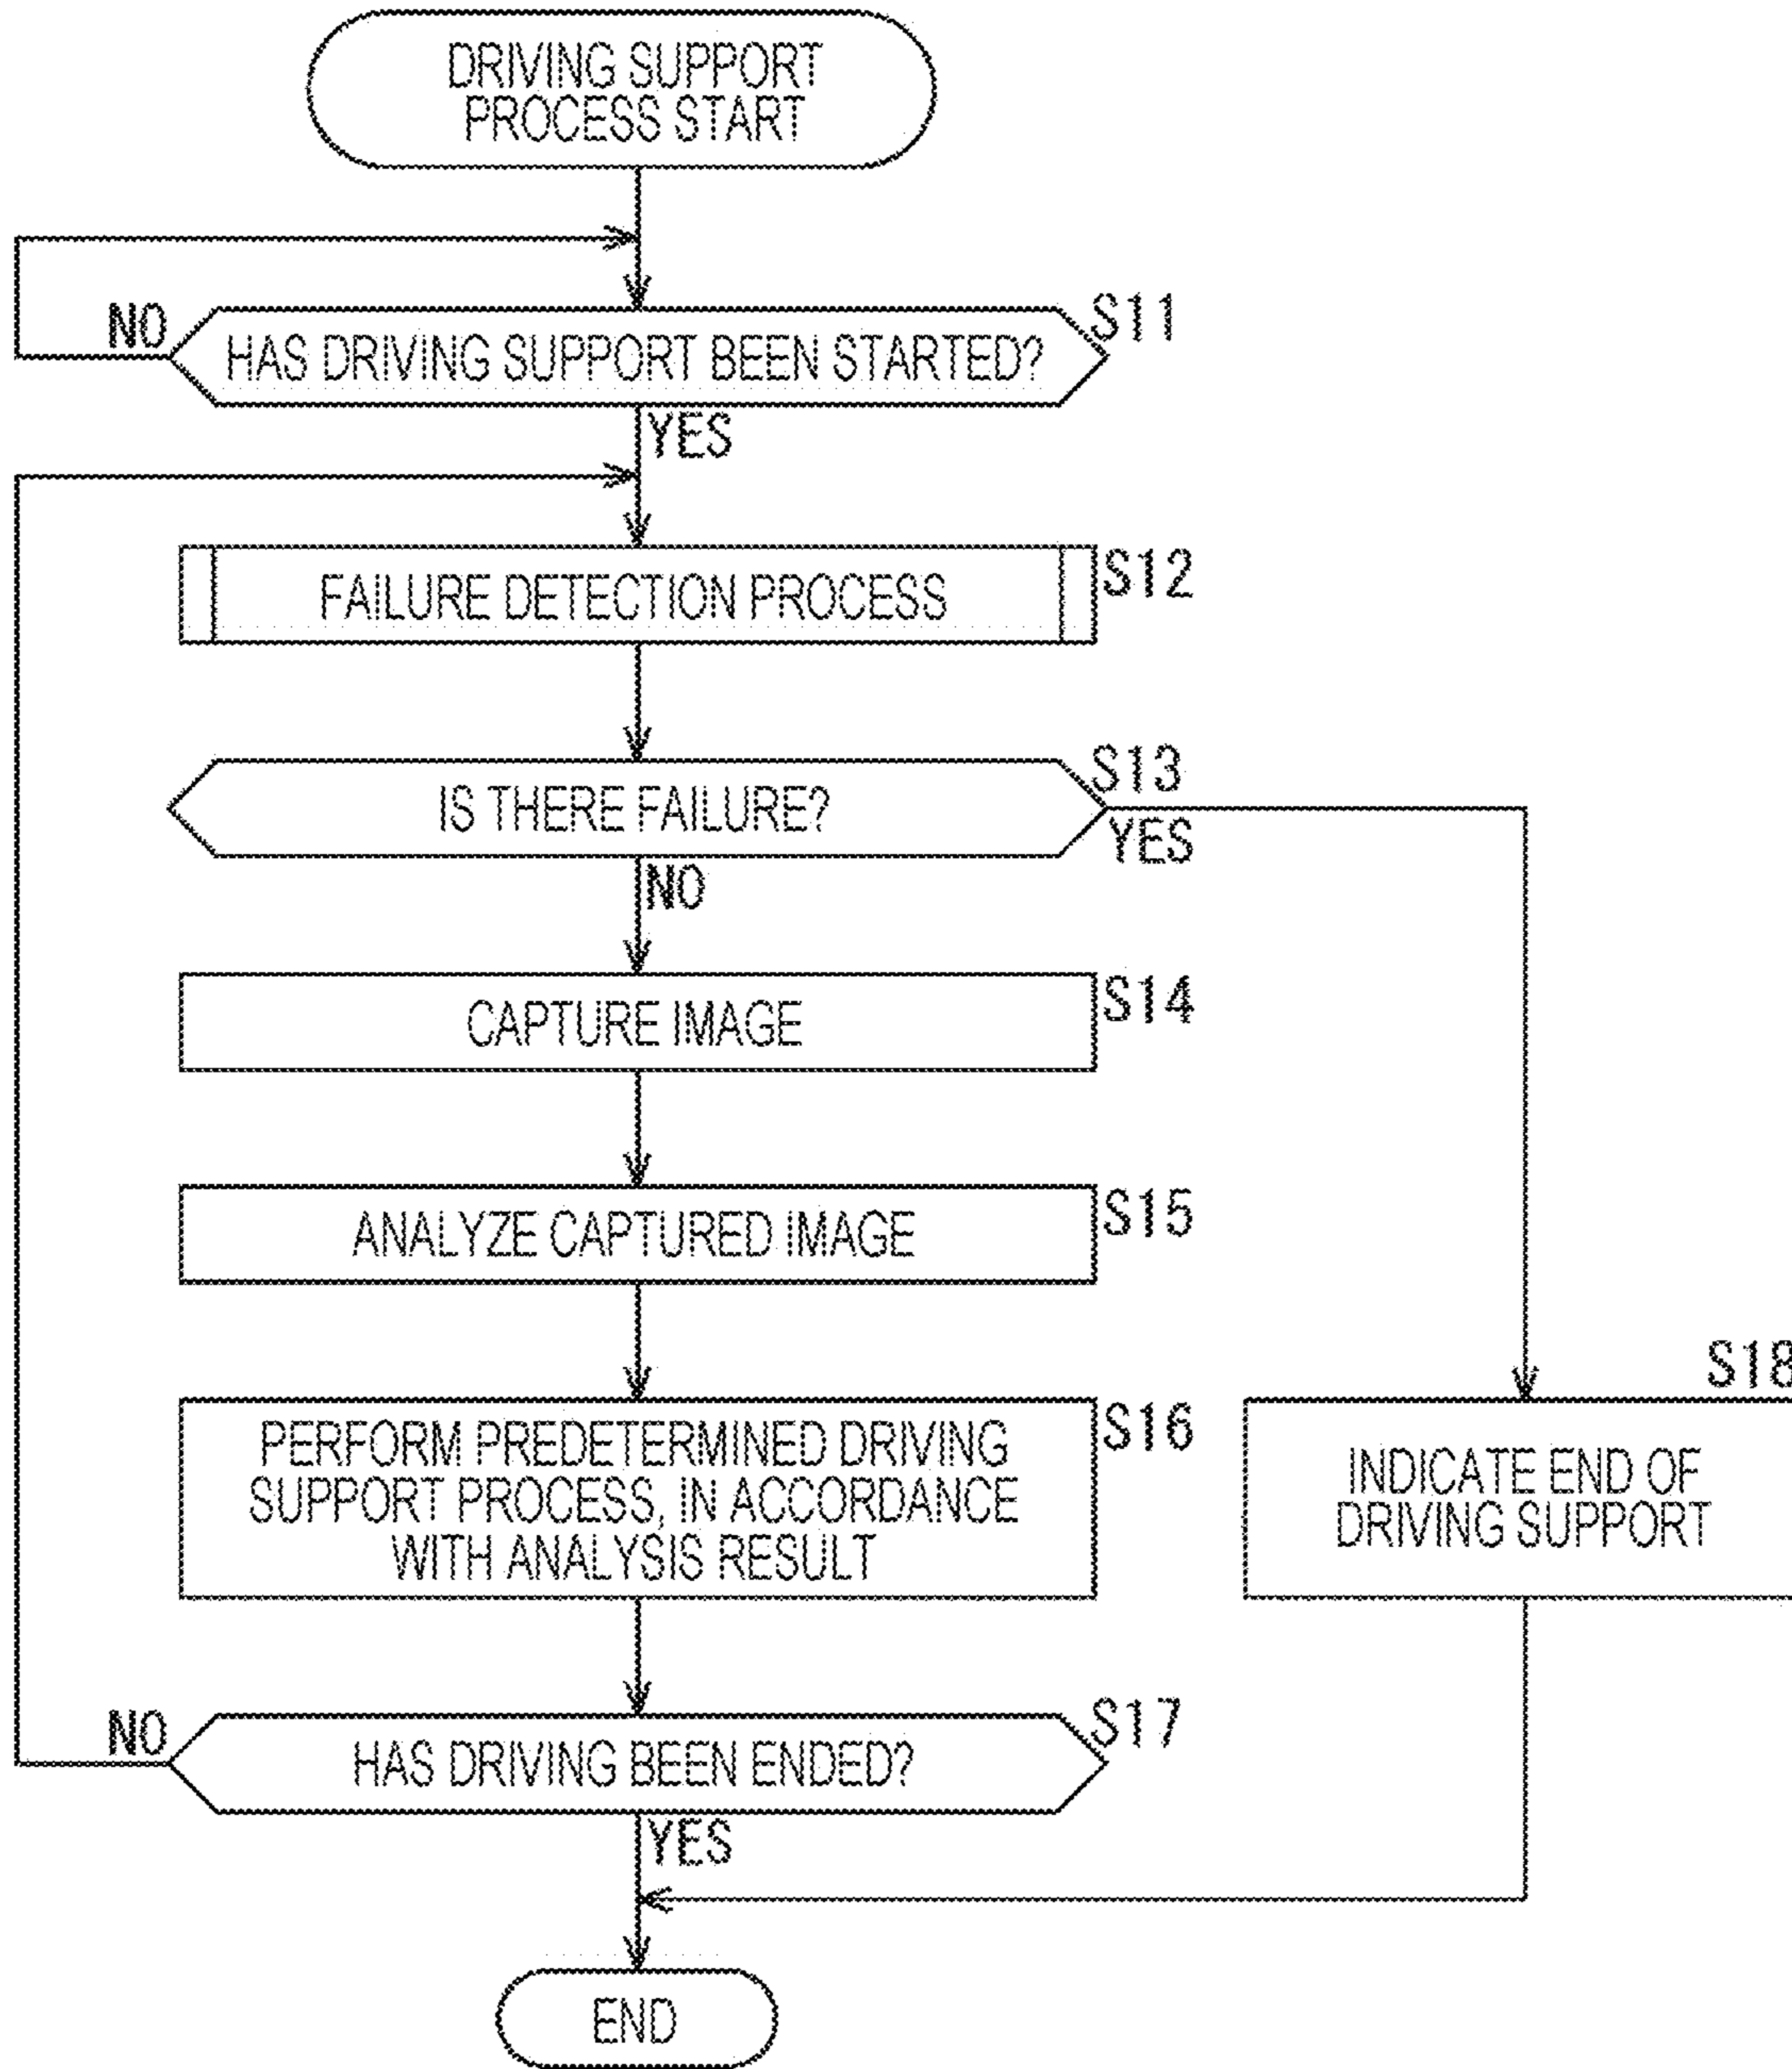 DRIVING SUPPORT
PROCESS START
S11
NO
HAS DRIVING SUPPORT BEEN STARTED?
YES
S12
FAILURE DETECTION PROCESS
S13
IS THERE FAILURE?
YES
NO
S14
CAPTURE IMAGE
S15
ANALYZE CAPTURED IMAGE
S16
PERFORM PREDETERMINED DRIVING
SUPPORT PROCESS, IN ACCORDANCE
WITH ANALYSIS RESULT
S18
INDICATE END OF
DRIVING SUPPORT
S17
NO
HAS DRIVING BEEN ENDED?
YES
END